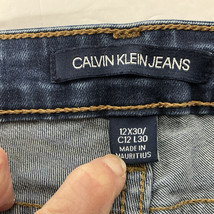 CALVIN KLEIN JEANS
12X30/
C12 L30
MADE IN
MAURITIUS